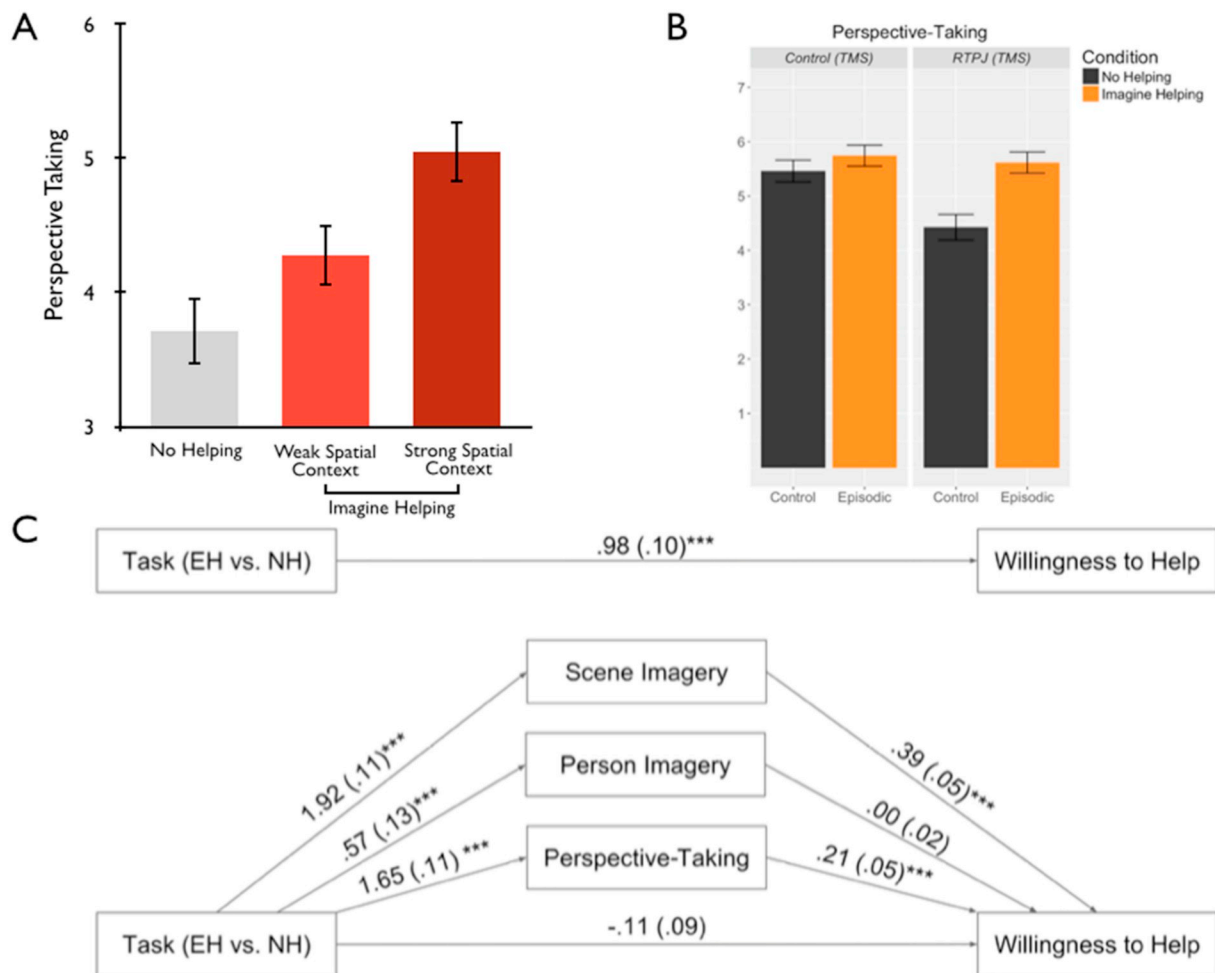 A
6
5
4
3
Perspective Taking
No Helping
Weak Spatial
Context
Strong Spatial
Context
Imagine Helping
B
Perspective-Taking
Control (TMS)
RTPJ (TMS)
Condition
No Helping
Imagine Helping
7
6
5
4
3
2
1
Control
Episodic
Control
Episodic
C
Task (EH vs. NH)
.98 (.10)***
Willingness to Help
Scene Imagery
Person Imagery
Perspective-Taking
1.92 (.11)***
.57 (.13)***
1.65 (.11) ***
.39 (.05)***
.00 (.02)
.21 (.05)***
Task (EH vs. NH)
-.11 (.09)
Willingness to Help